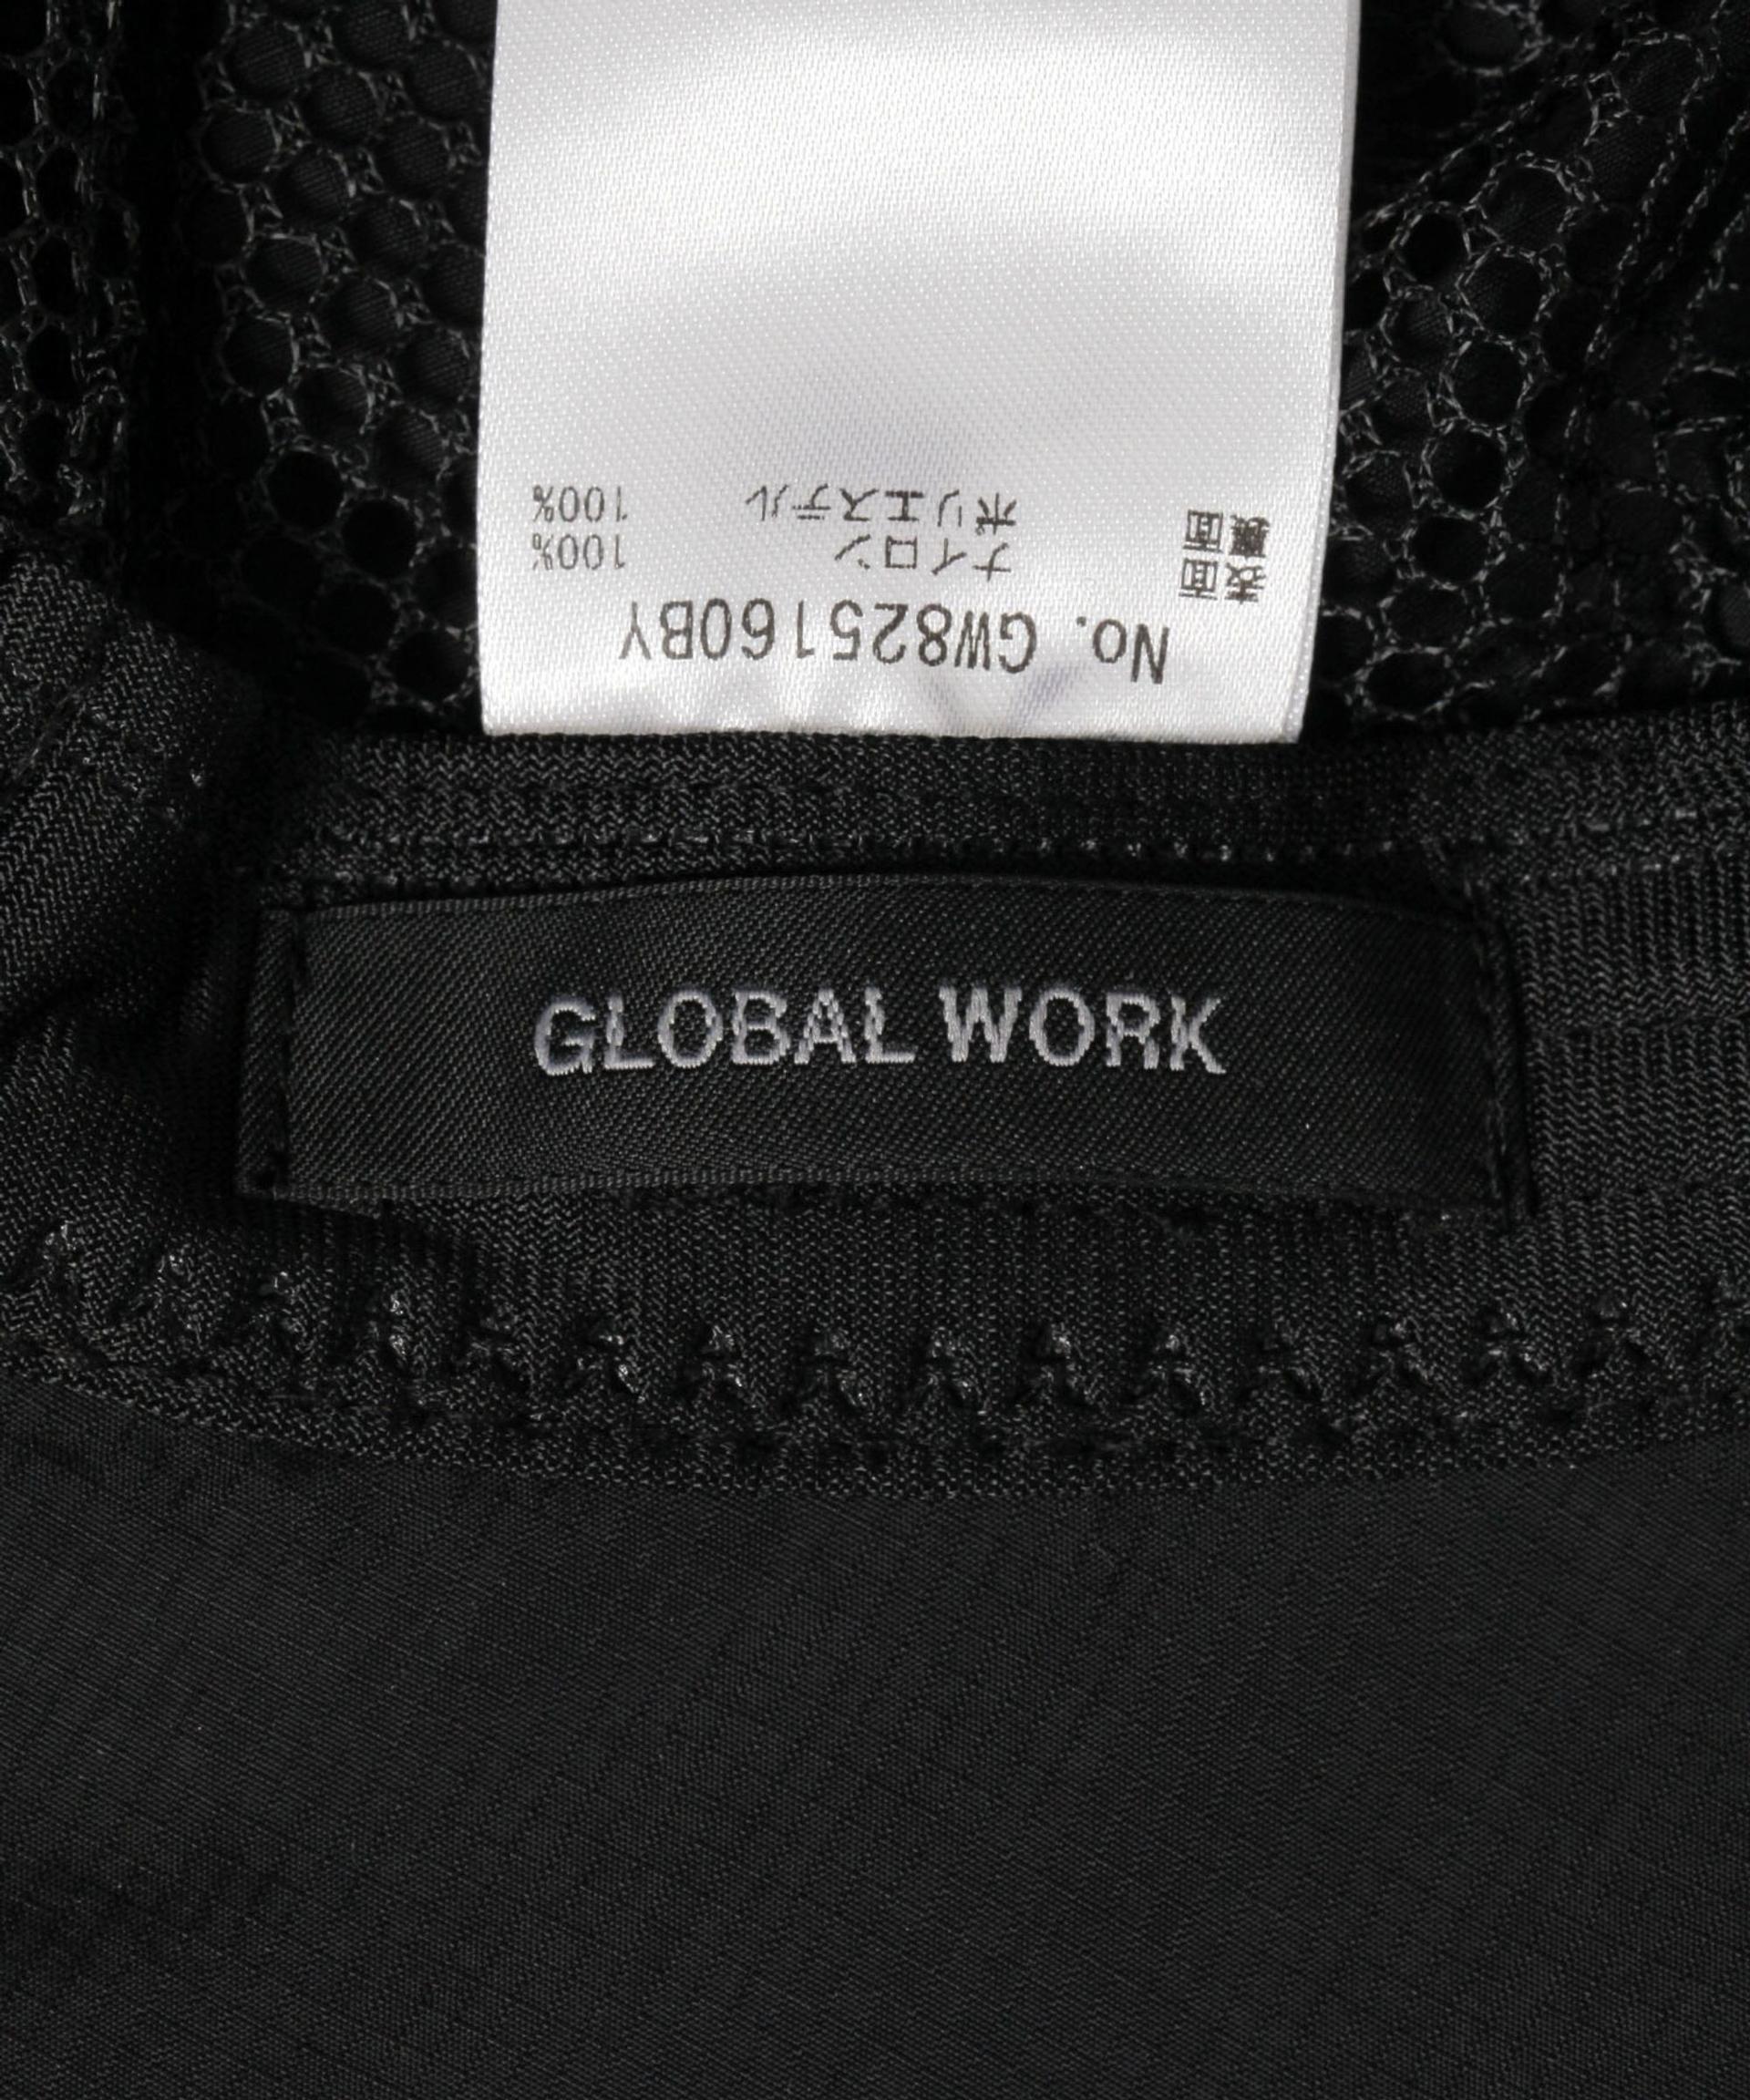 No. GW825160BY
表面 ナイロン 100%
裏面 ポリエステル 100%
GLOBAL WORK